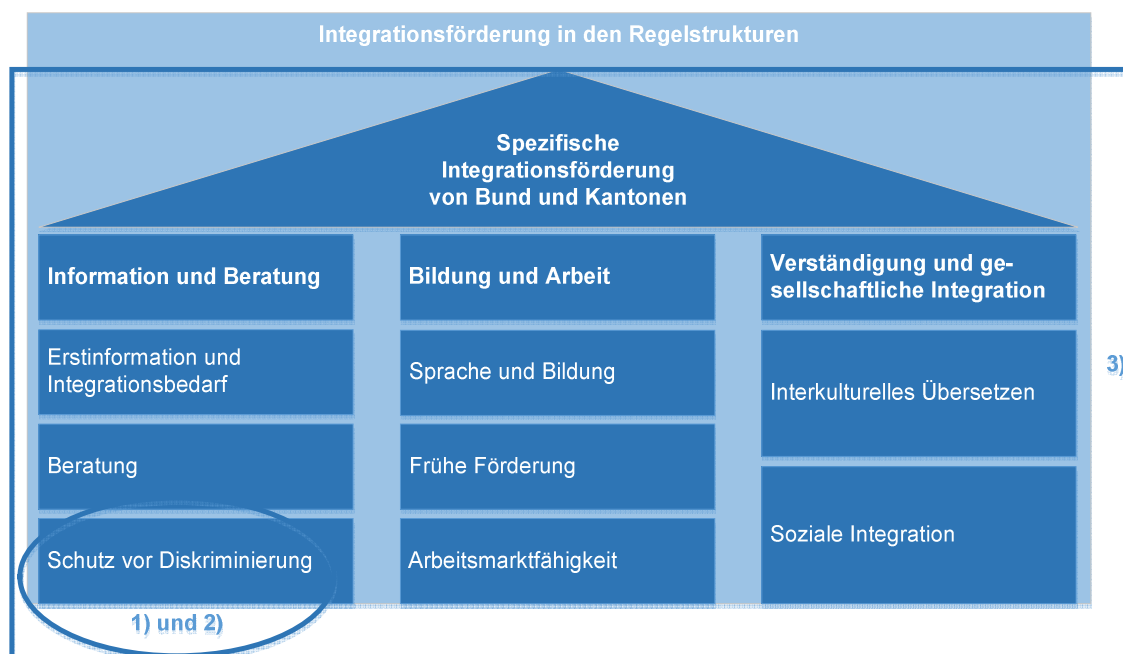 Integrationsförderung in den Regelstrukturen
Spezifische
Integrationsförderung
von Bund und Kantonen
Information und Beratung
Erstinformation und
Integrationsbedarf
Beratung
Schutz vor Diskriminierung
1) und 2)
Bildung und Arbeit
Sprache und Bildung
Frühe Förderung
Arbeitsmarktfähigkeit
Verständigung und ge-
sellschaftliche Integration
Interkulturelles Übersetzen
Soziale Integration
3)